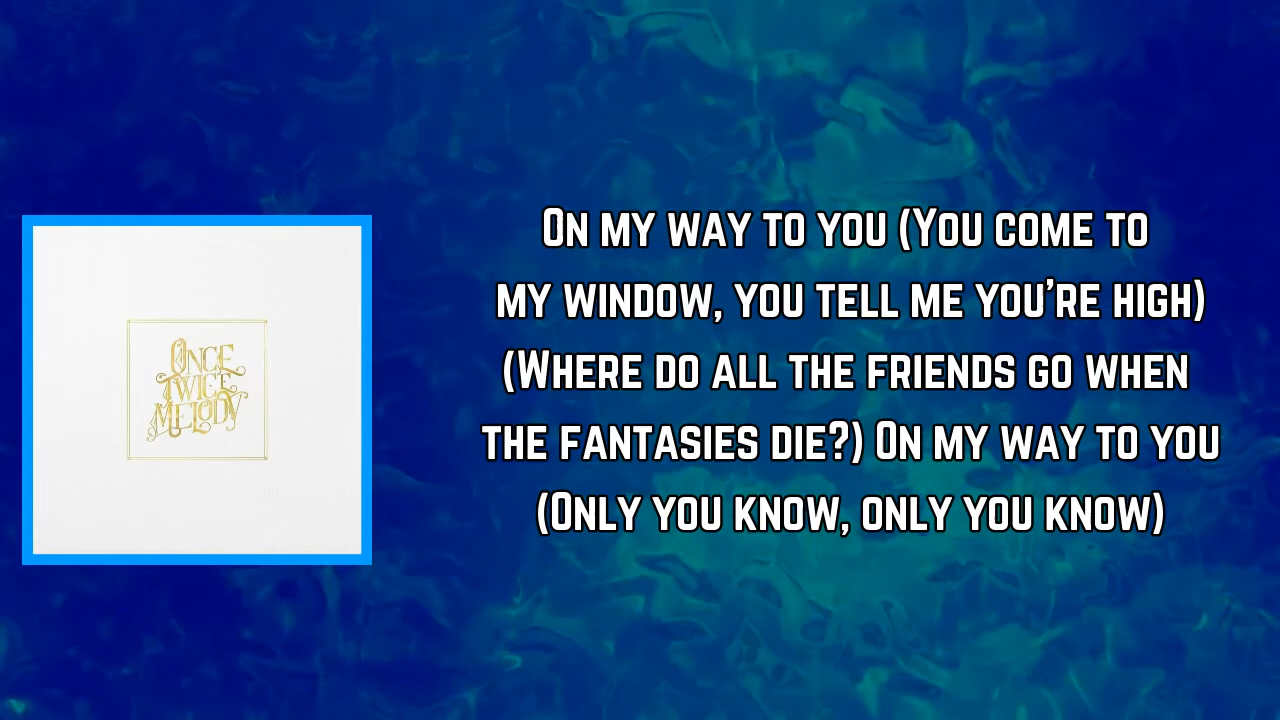 Once
Twice
Melody
On my way to you (You come to
my window, you tell me you're high)
(Where do all the friends go when
the fantasies die?) On my way to you
(Only you know, only you know)